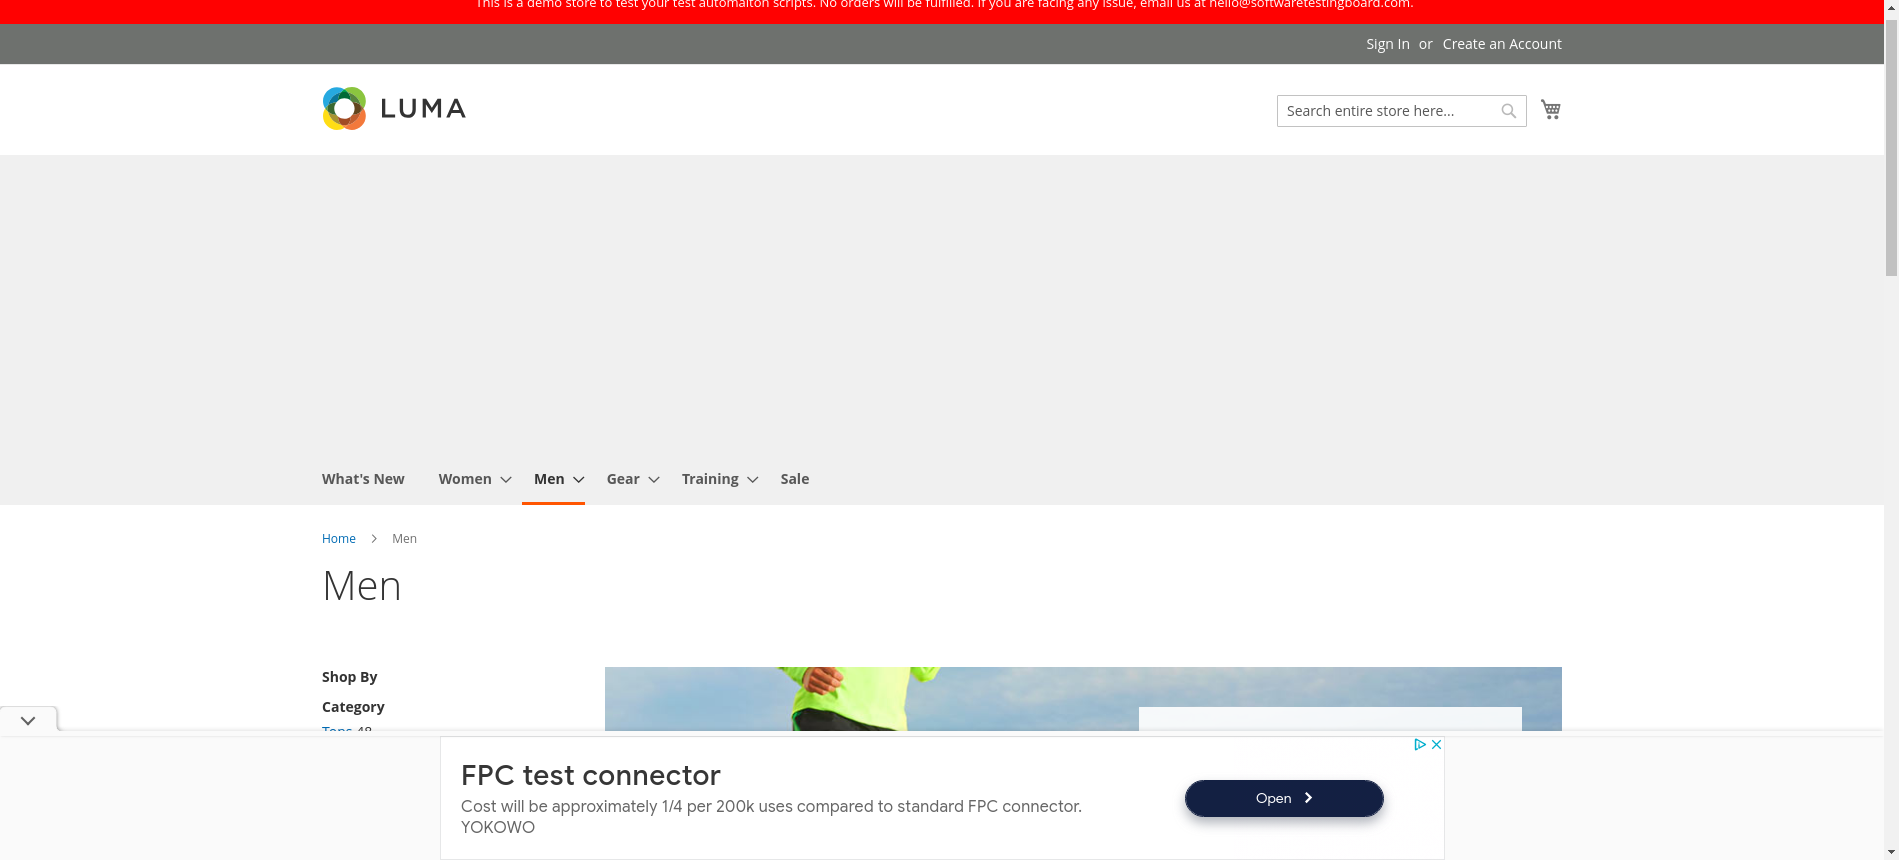 This is a demo store to test your test automaiton scripts. No orders will be fulfilled. If you are facing any issue, email us at hello@softwaretestingboard.com.
Sign In or Create an Account
LUMA
Search entire store here...
What's New Women Men Gear Training Sale
Home Men
Men
Shop By
Category
Tops 48
FPC test connector
Cost will be approximately 1/4 per 200k uses compared to standard FPC connector.
YOKOWO
Open